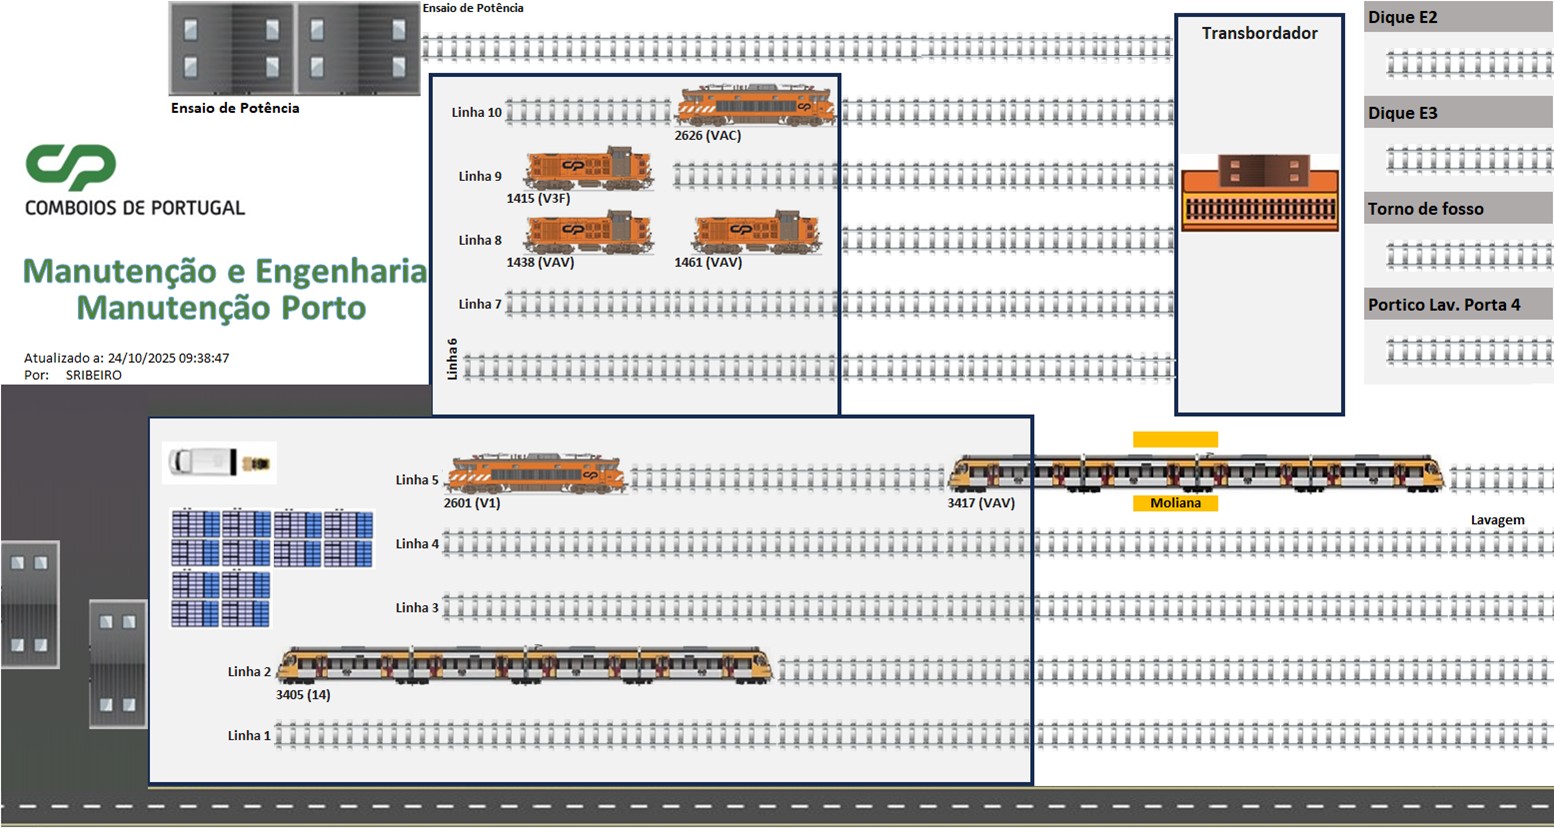 Ensaio de Potência
Ensaio de Potência
COMBOIOS DE PORTUGAL
Manutenção e Engenharia
Manutenção Porto
Atualizado a: 24/10/2025 09:38:47
Por: SRIBEIRO
Linha 10
2626 (VAC)
Linha 9
1415 (V3F)
Linha 8
1438 (VAV)
1461 (VAV)
Linha 7
Linha6
Transbordador
Dique E2
Dique E3
Torno de fosso
Portico Lav. Porta 4
Linha 5
2601 (V1)
3417 (VAV)
Moliana
Lavagem
Linha 4
Linha 3
Linha 2
3405 (14)
Linha 1